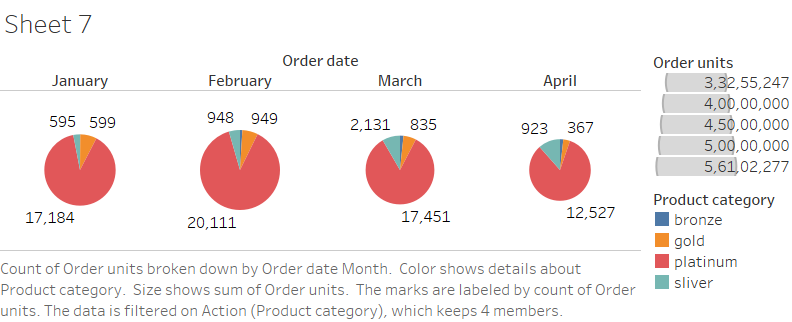 Sheet 7
Order date
January February March April
595 599 948 949 2,131 835 923 367
17,184 20,111 17,451 12,527
Order units
3,32,55,247
4,00,00,000
4,50,00,000
5,00,00,000
5,61,02,277
Product category
bronze
gold
platinum
sliver
Count of Order units broken down by Order date Month. Color shows details about
Product category. Size shows sum of Order units. The marks are labeled by count of Order
units. The data is filtered on Action (Product category), which keeps 4 members.